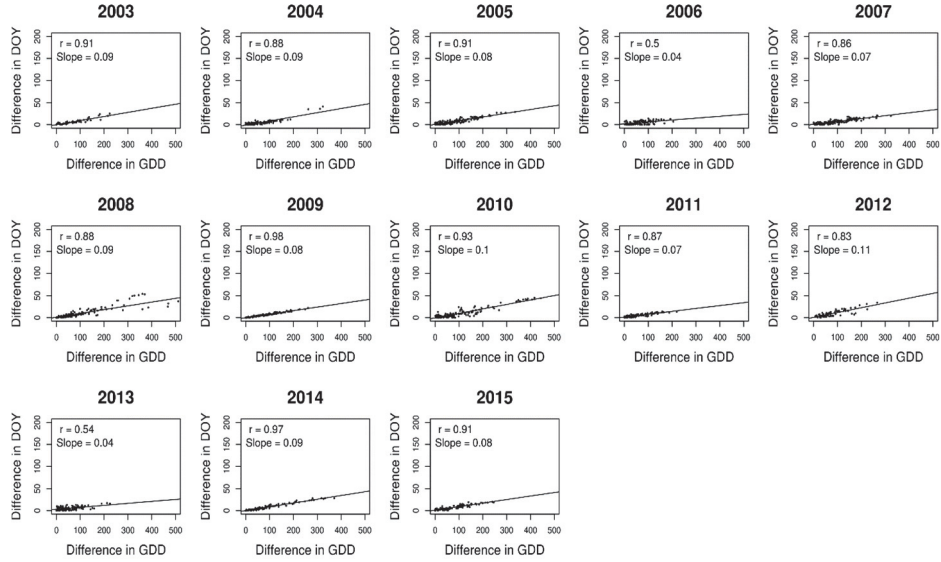 2003
2004
2005
2006
2007
r = 0.91
Slope = 0.09
r = 0.88
Slope = 0.09
r = 0.91
Slope = 0.08
r = 0.5
Slope = 0.04
r = 0.86
Slope = 0.07
Difference in DOY
0 50 100 150 200
Difference in DOY
0 50 100 150 200
Difference in DOY
0 50 100 150 200
Difference in DOY
0 50 100 150 200
Difference in DOY
0 50 100 150 200
0 100 200 300 400 500
0 100 200 300 400 500
0 100 200 300 400 500
0 100 200 300 400 500
0 100 200 300 400 500
Difference in GDD
Difference in GDD
Difference in GDD
Difference in GDD
Difference in GDD
2008
2009
2010
2011
2012
r = 0.88
Slope = 0.09
r = 0.98
Slope = 0.08
r = 0.93
Slope = 0.1
r = 0.87
Slope = 0.07
r = 0.83
Slope = 0.11
Difference in DOY
0 50 100 150 200
Difference in DOY
0 50 100 150 200
Difference in DOY
0 50 100 150 200
Difference in DOY
0 50 100 150 200
Difference in DOY
0 50 100 150 200
0 100 200 300 400 500
0 100 200 300 400 500
0 100 200 300 400 500
0 100 200 300 400 500
0 100 200 300 400 500
Difference in GDD
Difference in GDD
Difference in GDD
Difference in GDD
Difference in GDD
2013
2014
2015
r = 0.54
Slope = 0.04
r = 0.97
Slope = 0.09
r = 0.91
Slope = 0.08
Difference in DOY
0 50 100 150 200
Difference in DOY
0 50 100 150 200
Difference in DOY
0 50 100 150 200
0 100 200 300 400 500
0 100 200 300 400 500
0 100 200 300 400 500
Difference in GDD
Difference in GDD
Difference in GDD